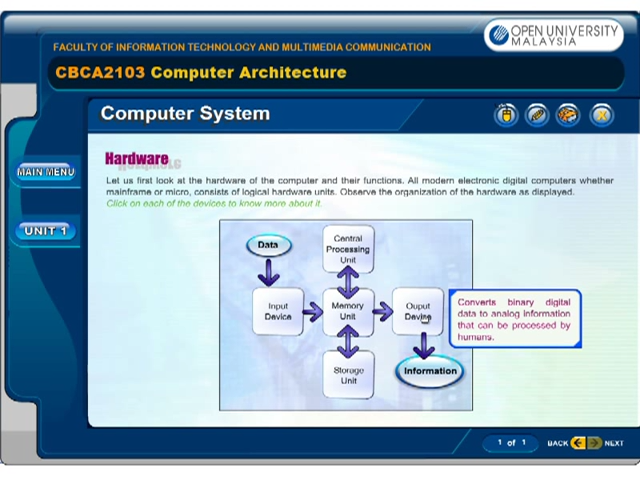 OPEN UNIVERSITY
MALAYSIA
FACULTY OF INFORMATION TECHNOLOGY AND MULTIMEDIA COMMUNICATION
CBCA2103 Computer Architecture
Computer System
MAIN MENU
UNIT 1
Hardware
Let us first look at the hardware of the computer and their functions. All modern electronic digital computers whether
mainframe or micro, consists of logical hardware units. Observe the organization of the hardware as displayed.
Click on each of the devices to know more about it.
Data
Central
Processing
Unit
Input
Device
Memory
Unit
Ouput
Device
Converts binary digital
data to analog information
that can be processed by
humans.
Storage
Unit
Information
1 of 1
BACK
NEXT